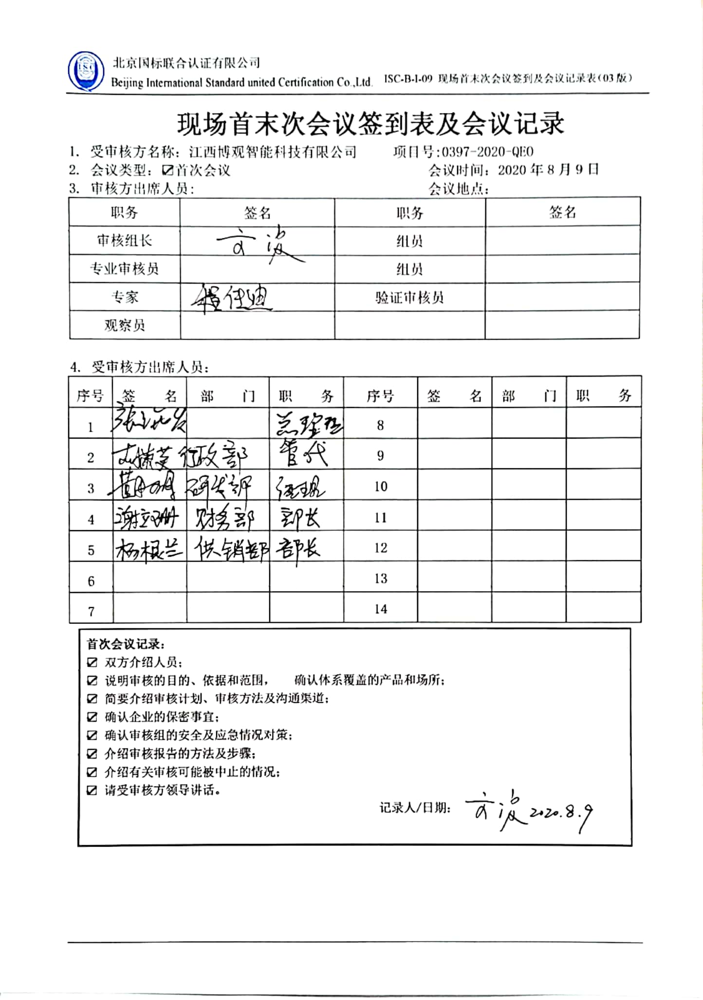 ISC
北京国标联合认证有限公司
Beijing International Standard united Certification Co.,Ltd. ISC-B-I-09 现场首末次会议签到及会议记录表(03版)
现场首末次会议签到表及会议记录
1. 受审核方名称：江西博观智能科技有限公司 项目号:0397-2020-QEO
2. 会议类型：☑首次会议 会议时间：2020年8月9日
3. 审核方出席人员： 会议地点：
职务 签名 职务 签名
审核组长 文波 组员
专业审核员 组员
专家 程佳迪 验证审核员
观察员
4. 受审核方出席人员：
序号 签 名 部 门 职 务 序号 签 名 部 门 职 务
1 总经理 8
2 行政部 管代 9
3 研发部 经理 10
4 财务部 部长 11
5 杨根兰 供销部 部长 12
6 13
7 14
首次会议记录：
☑ 双方介绍人员；
☑ 说明审核的目的、依据和范围， 确认体系覆盖的产品和场所；
☑ 简要介绍审核计划、审核方法及沟通渠道；
☑ 确认企业的保密事宜；
☑ 确认审核组的安全及应急情况对策；
☑ 介绍审核报告的方法及步骤；
☑ 介绍有关审核可能被中止的情况；
☑ 请受审核方领导讲话。
记录人/日期： 文波 2020.8.9